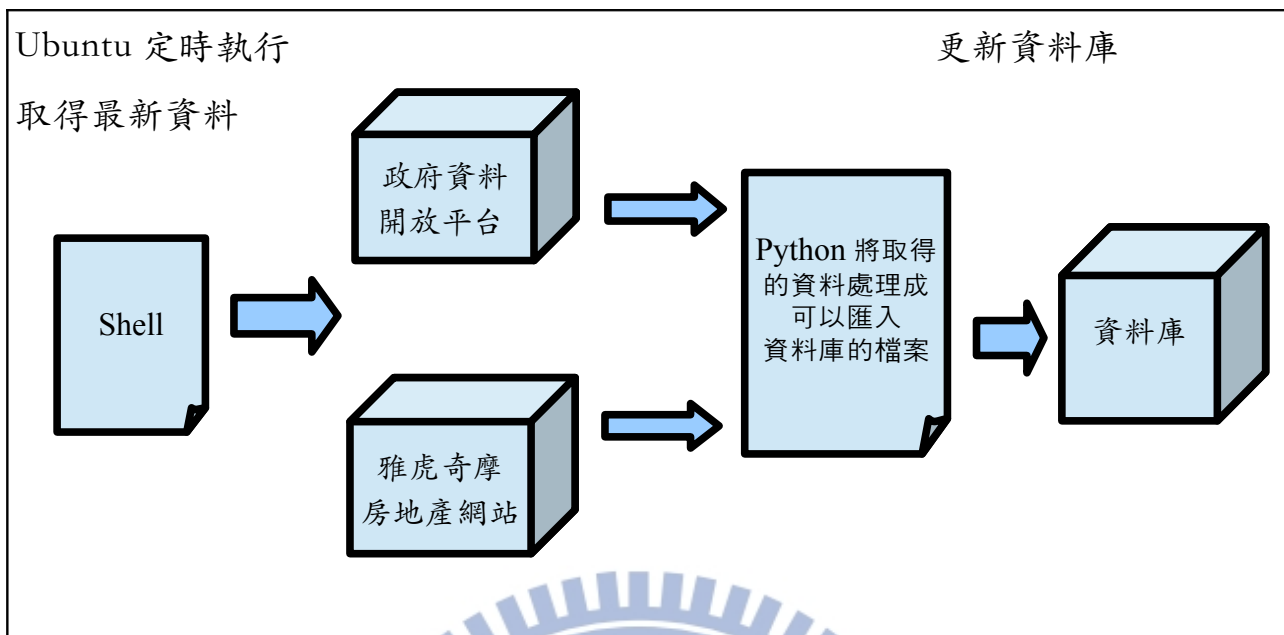 Ubuntu 定時執行
取得最新資料
更新資料庫
Shell
政府資料
開放平台
雅虎奇摩
房地產網站
Python 將取得
的資料處理成
可以匯入
資料庫的檔案
資料庫